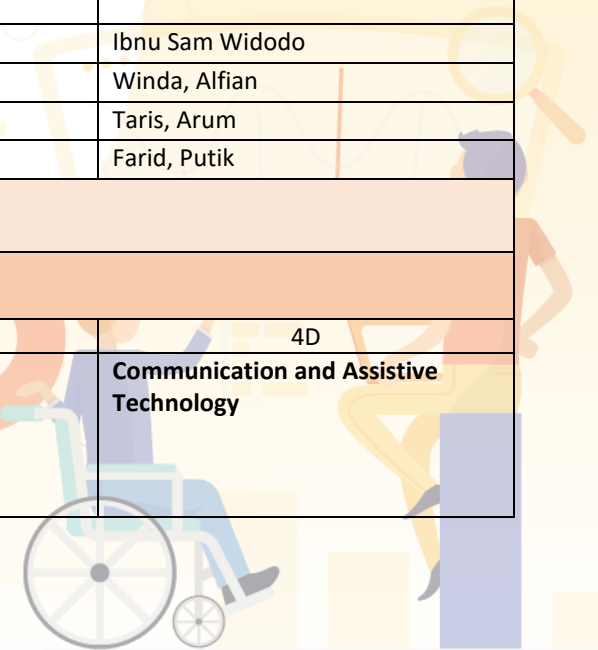 Ibnu Sam Widodo
Winda, Alfian
Taris, Arum
Farid, Putik
4D
Communication and Assistive
Technology